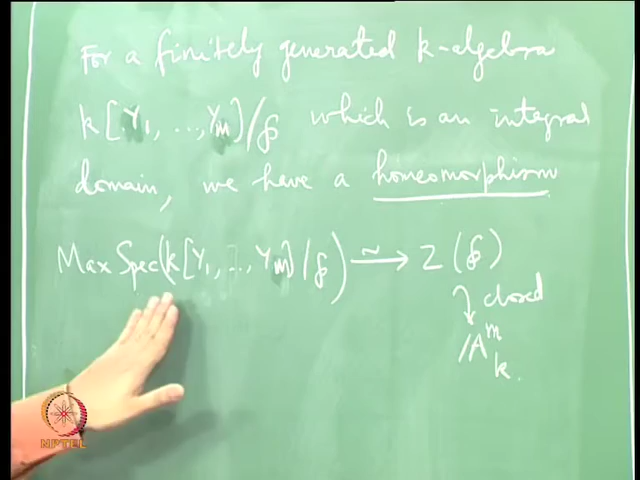 For a finitely generated k-algebra
k[Y₁, .., Yₘ]/℘ which is an integral
domain, we have a homeomorphism
Max Spec(k[Y₁, .., Yₘ]/℘) ⥲ Z(℘)
closed
𝔸ᵐₖ.
NPTEL